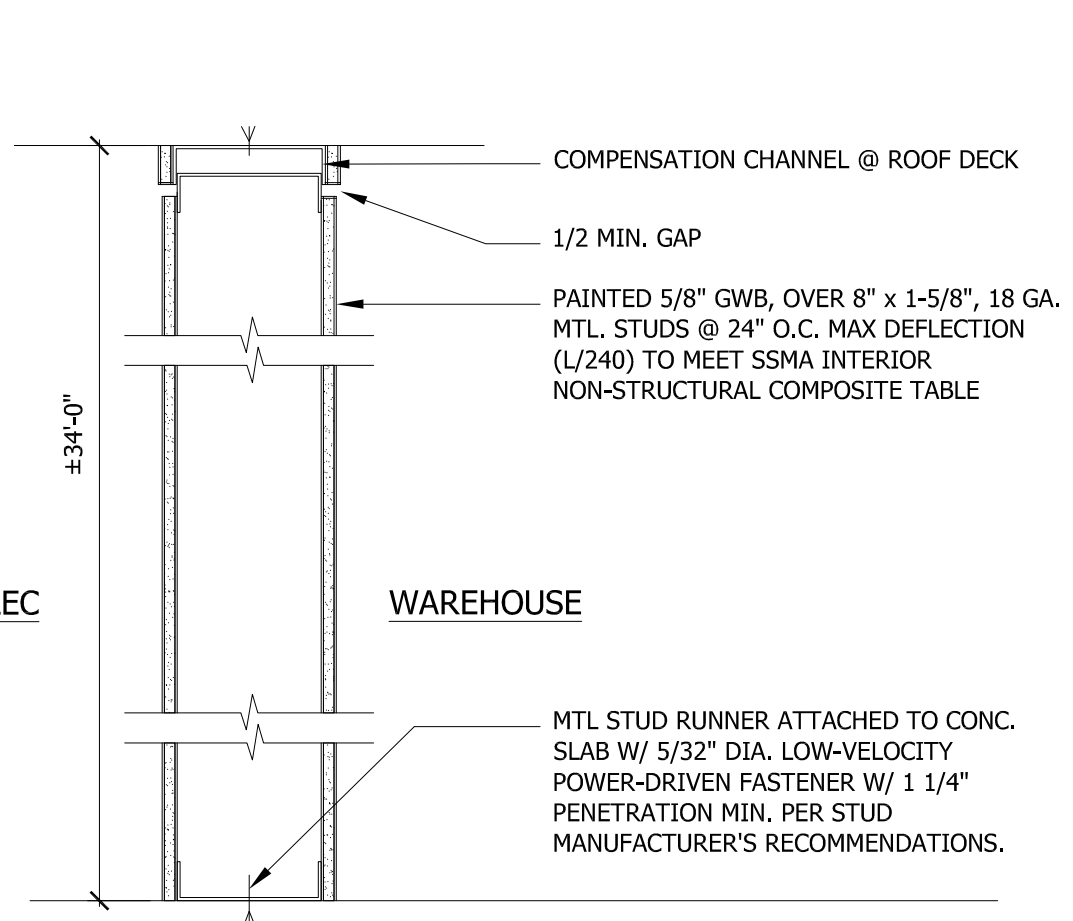 COMPENSATION CHANNEL @ ROOF DECK
1/2 MIN. GAP
PAINTED 5/8" GWB, OVER 8" x 1-5/8", 18 GA.
MTL. STUDS @ 24" O.C. MAX DEFLECTION
(L/240) TO MEET SSMA INTERIOR
NON-STRUCTURAL COMPOSITE TABLE
±34'-0"
WAREHOUSE
MTL STUD RUNNER ATTACHED TO CONC.
SLAB W/ 5/32" DIA. LOW-VELOCITY
POWER-DRIVEN FASTENER W/ 1 1/4"
PENETRATION MIN. PER STUD
MANUFACTURER'S RECOMMENDATIONS.